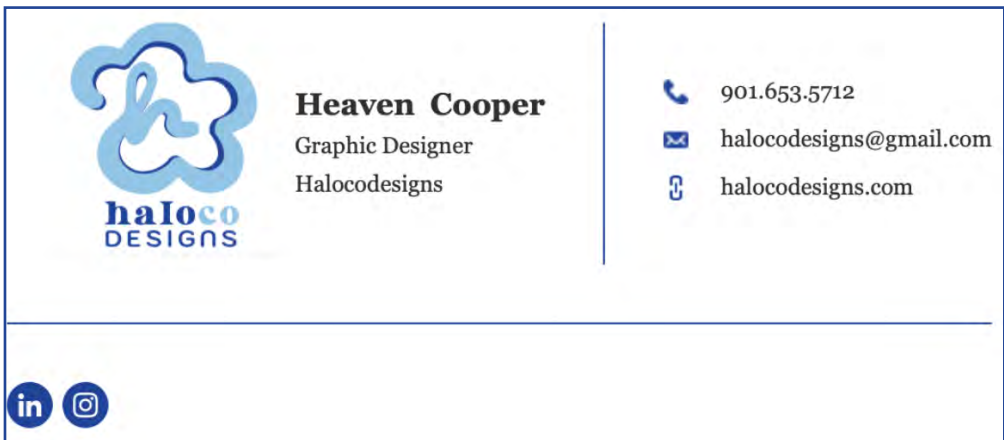 h
haloco
DESIGNS
Heaven Cooper
Graphic Designer
Halocodesigns
901.653.5712
halocodesigns@gmail.com
halocodesigns.com
in